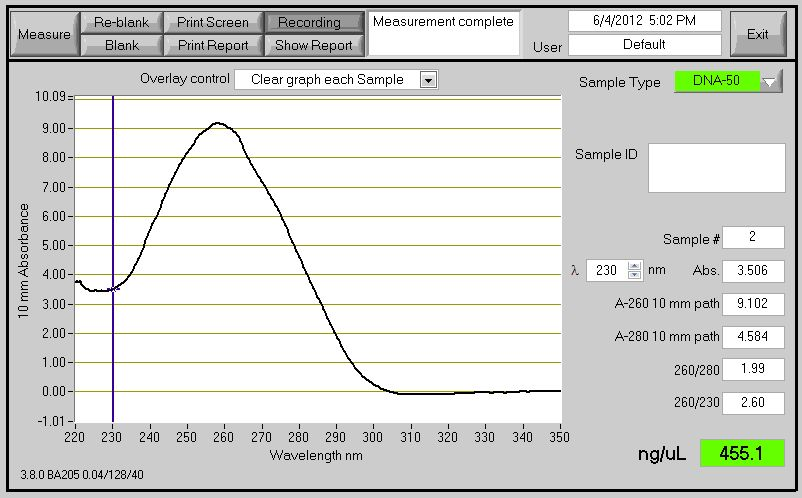 Measure
Re-blank
Print Screen
Recording
Measurement complete
6/4/2012 5:02 PM
Exit
Blank
Print Report
Show Report
User
Default
Overlay control
Clear graph each Sample
Sample Type
DNA-50
Sample ID
Sample #
2
λ 230 nm
Abs.
3.506
A-260 10 mm path
9.102
A-280 10 mm path
4.584
260/280
1.99
260/230
2.60
ng/uL
455.1
10 mm Absorbance
10.09
9.00
8.00
7.00
6.00
5.00
4.00
3.00
2.00
1.00
0.00
-1.01
220 230 240 250 260 270 280 290 300 310 320 330 340 350
Wavelength nm
3.8.0 BA205 0.04/128/40